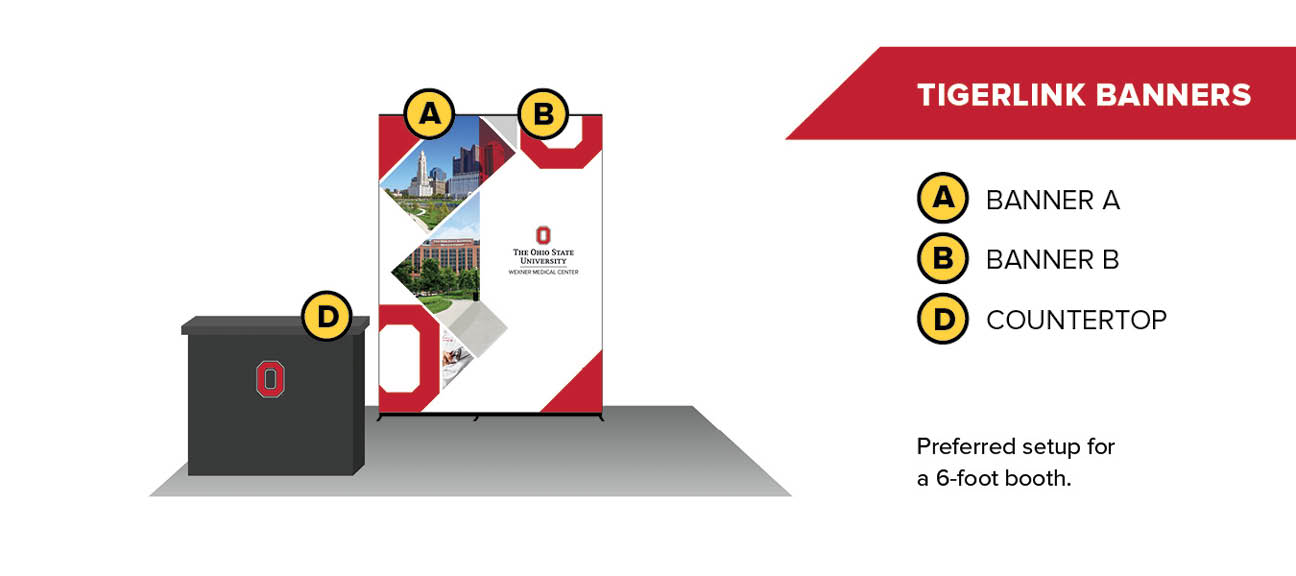 A
B
THE OHIO STATE
UNIVERSITY
WEXNER MEDICAL CENTER
D
TIGERLINK BANNERS
A BANNER A
B BANNER B
D COUNTERTOP
Preferred setup for
a 6-foot booth.